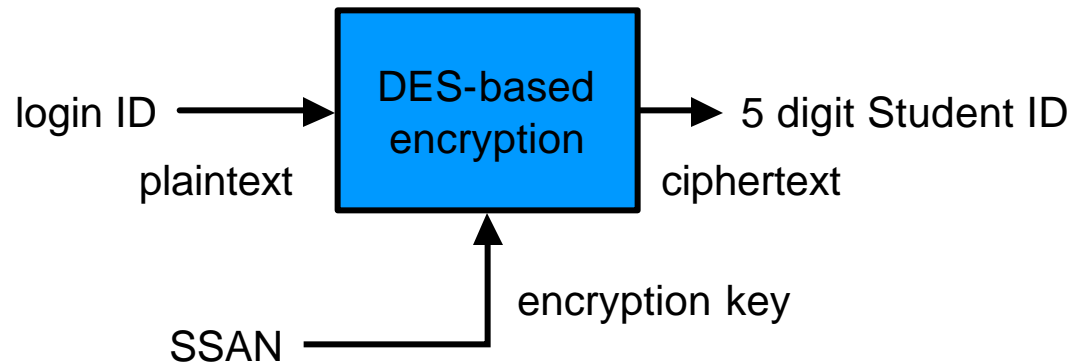 DES-based
encryption
login ID
5 digit Student ID
plaintext
ciphertext
encryption key
SSAN